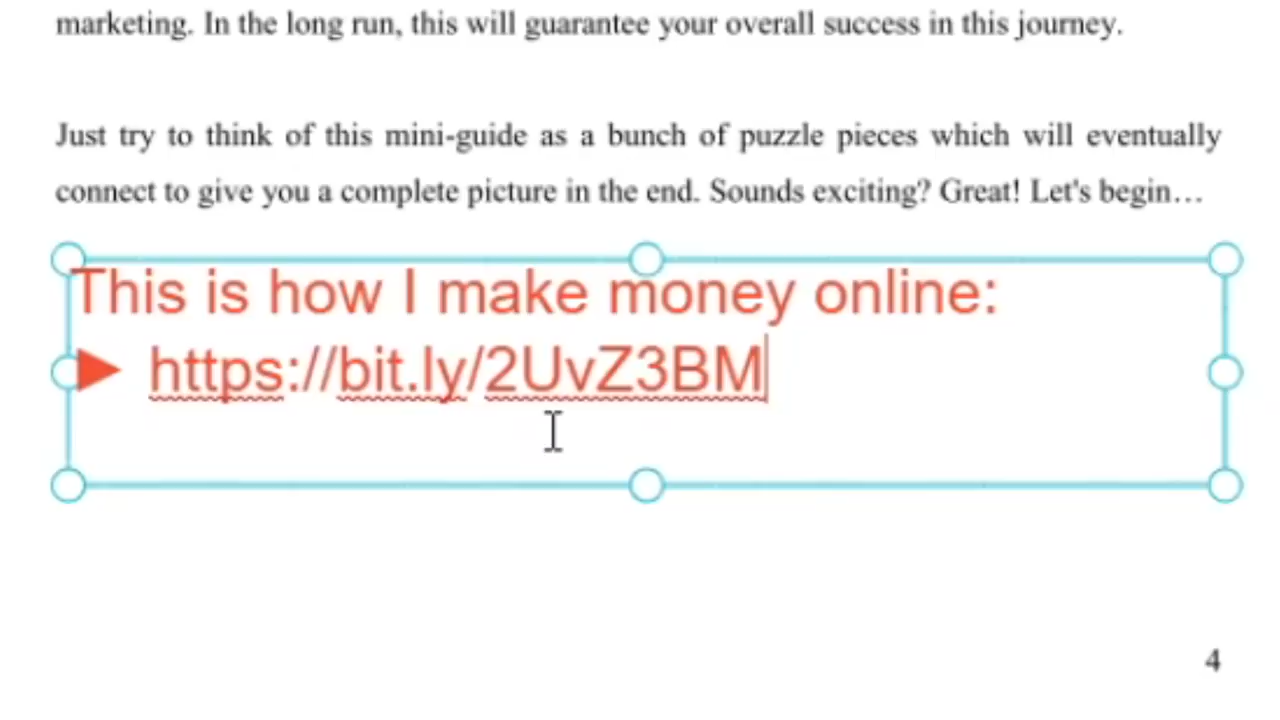 marketing. In the long run, this will guarantee your overall success in this journey.
Just try to think of this mini-guide as a bunch of puzzle pieces which will eventually
connect to give you a complete picture in the end. Sounds exciting? Great! Let's begin…
This is how I make money online:
► https://bit.ly/2UvZ3BM
4